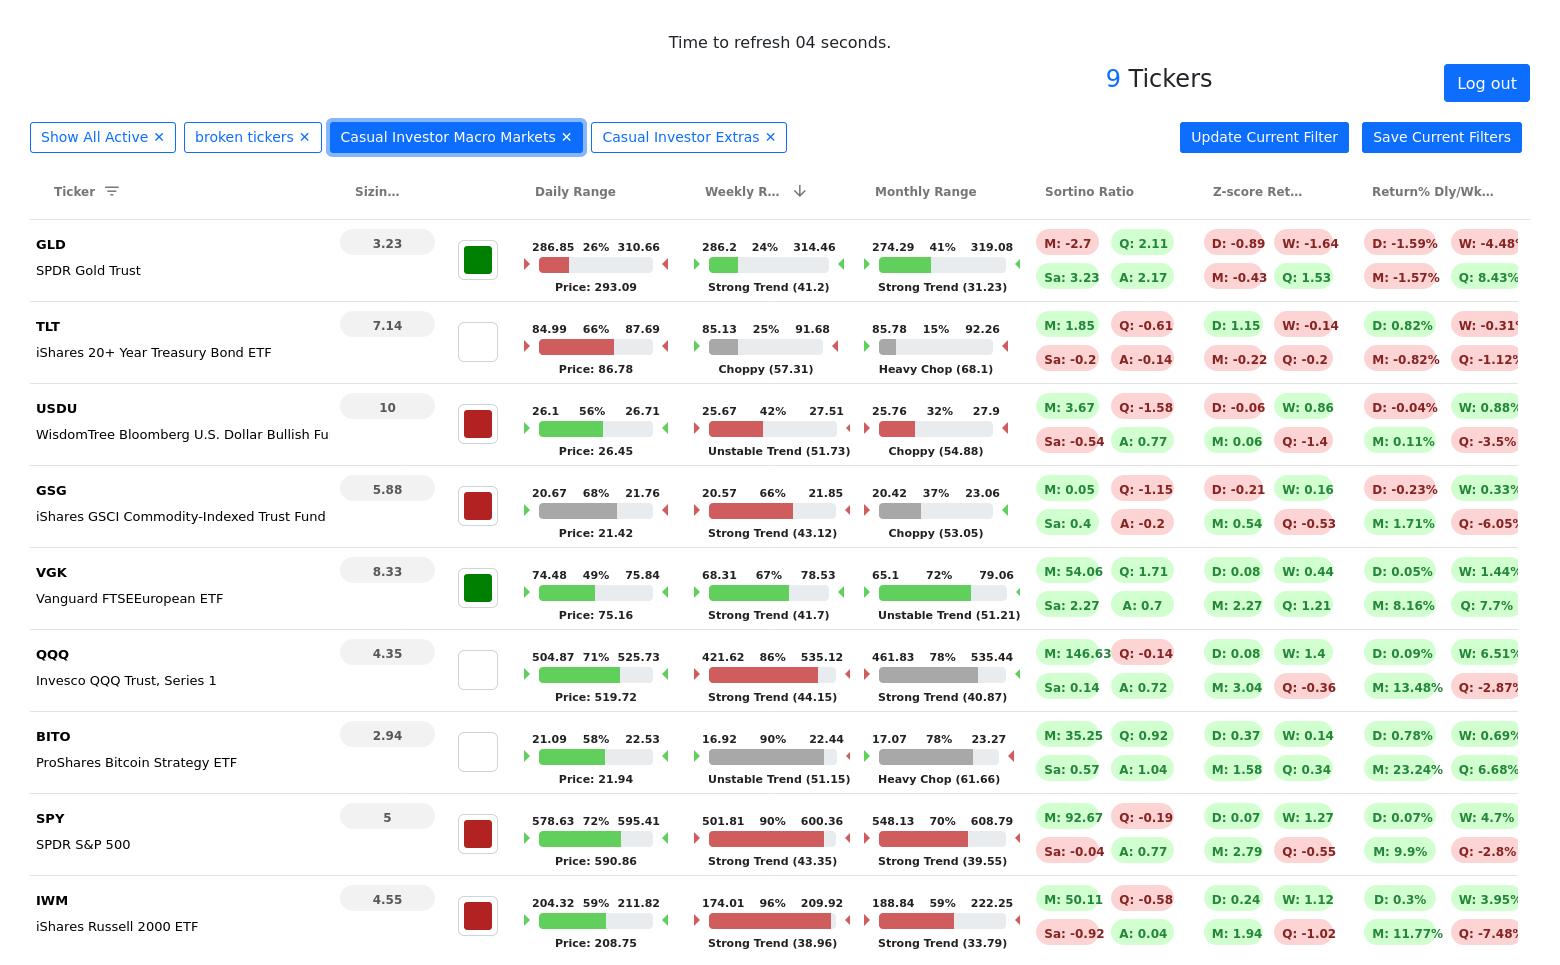 Time to refresh 04 seconds.
9 Tickers
Log out
Show All Active ✕ broken tickers ✕ Casual Investor Macro Markets ✕ Casual Investor Extras ✕ Update Current Filter Save Current Filters
Ticker Sizin... Daily Range Weekly R... Monthly Range Sortino Ratio Z-score Ret... Return% Dly/Wk...
GLD
SPDR Gold Trust
3.23
286.85 26% 310.66
Price: 293.09
286.2 24% 314.46
Strong Trend (41.2)
274.29 41% 319.08
Strong Trend (31.23)
M: -2.7 Q: 2.11
Sa: 3.23 A: 2.17
D: -0.89 W: -1.64
M: -0.43 Q: 1.53
D: -1.59% W: -4.48%
M: -1.57% Q: 8.43%
TLT
iShares 20+ Year Treasury Bond ETF
7.14
84.99 66% 87.69
Price: 86.78
85.13 25% 91.68
Choppy (57.31)
85.78 15% 92.26
Heavy Chop (68.1)
M: 1.85 Q: -0.61
Sa: -0.2 A: -0.14
D: 1.15 W: -0.14
M: -0.22 Q: -0.2
D: 0.82% W: -0.31%
M: -0.82% Q: -1.12%
USDU
WisdomTree Bloomberg U.S. Dollar Bullish Fu
10
26.1 56% 26.71
Price: 26.45
25.67 42% 27.51
Unstable Trend (51.73)
25.76 32% 27.9
Choppy (54.88)
M: 3.67 Q: -1.58
Sa: -0.54 A: 0.77
D: -0.06 W: 0.86
M: 0.06 Q: -1.4
D: -0.04% W: 0.88%
M: 0.11% Q: -3.5%
GSG
iShares GSCI Commodity-Indexed Trust Fund
5.88
20.67 68% 21.76
Price: 21.42
20.57 66% 21.85
Strong Trend (43.12)
20.42 37% 23.06
Choppy (53.05)
M: 0.05 Q: -1.15
Sa: 0.4 A: -0.2
D: -0.21 W: 0.16
M: 0.54 Q: -0.53
D: -0.23% W: 0.33%
M: 1.71% Q: -6.05%
VGK
Vanguard FTSEEuropean ETF
8.33
74.48 49% 75.84
Price: 75.16
68.31 67% 78.53
Strong Trend (41.7)
65.1 72% 79.06
Unstable Trend (51.21)
M: 54.06 Q: 1.71
Sa: 2.27 A: 0.7
D: 0.08 W: 0.44
M: 2.27 Q: 1.21
D: 0.05% W: 1.44%
M: 8.16% Q: 7.7%
QQQ
Invesco QQQ Trust, Series 1
4.35
504.87 71% 525.73
Price: 519.72
421.62 86% 535.12
Strong Trend (44.15)
461.83 78% 535.44
Strong Trend (40.87)
M: 146.63 Q: -0.14
Sa: 0.14 A: 0.72
D: 0.08 W: 1.4
M: 3.04 Q: -0.36
D: 0.09% W: 6.51%
M: 13.48% Q: -2.87%
BITO
ProShares Bitcoin Strategy ETF
2.94
21.09 58% 22.53
Price: 21.94
16.92 90% 22.44
Unstable Trend (51.15)
17.07 78% 23.27
Heavy Chop (61.66)
M: 35.25 Q: 0.92
Sa: 0.57 A: 1.04
D: 0.37 W: 0.14
M: 1.58 Q: 0.34
D: 0.78% W: 0.69%
M: 23.24% Q: 6.68%
SPY
SPDR S&P 500
5
578.63 72% 595.41
Price: 590.86
501.81 90% 600.36
Strong Trend (43.35)
548.13 70% 608.79
Strong Trend (39.55)
M: 92.67 Q: -0.19
Sa: -0.04 A: 0.77
D: 0.07 W: 1.27
M: 2.79 Q: -0.55
D: 0.07% W: 4.7%
M: 9.9% Q: -2.8%
IWM
iShares Russell 2000 ETF
4.55
204.32 59% 211.82
Price: 208.75
174.01 96% 209.92
Strong Trend (38.96)
188.84 59% 222.25
Strong Trend (33.79)
M: 50.11 Q: -0.58
Sa: -0.92 A: 0.04
D: 0.24 W: 1.12
M: 1.94 Q: -1.02
D: 0.3% W: 3.95%
M: 11.77% Q: -7.48%